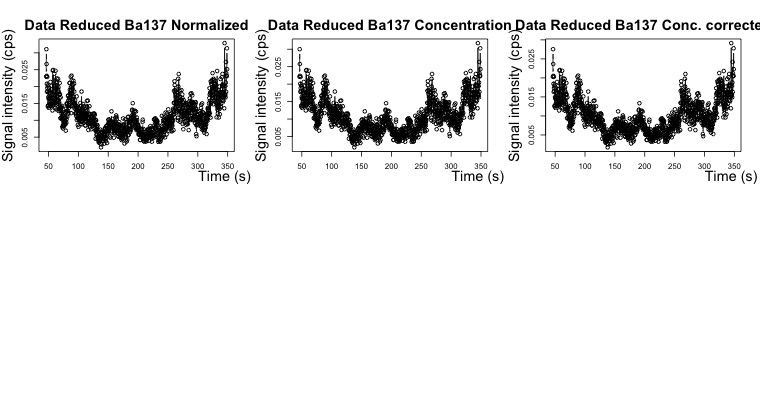 Data Reduced Ba137 Normalized
Signal intensity (cps)
0.005 0.015 0.025
50 100 150 200 250 300 350
Time (s)
Data Reduced Ba137 Concentration
Signal intensity (cps)
0.005 0.015 0.025
50 100 150 200 250 300 350
Time (s)
Data Reduced Ba137 Conc. correcte
Signal intensity (cps)
0.005 0.015 0.025
50 100 150 200 250 300 350
Time (s)